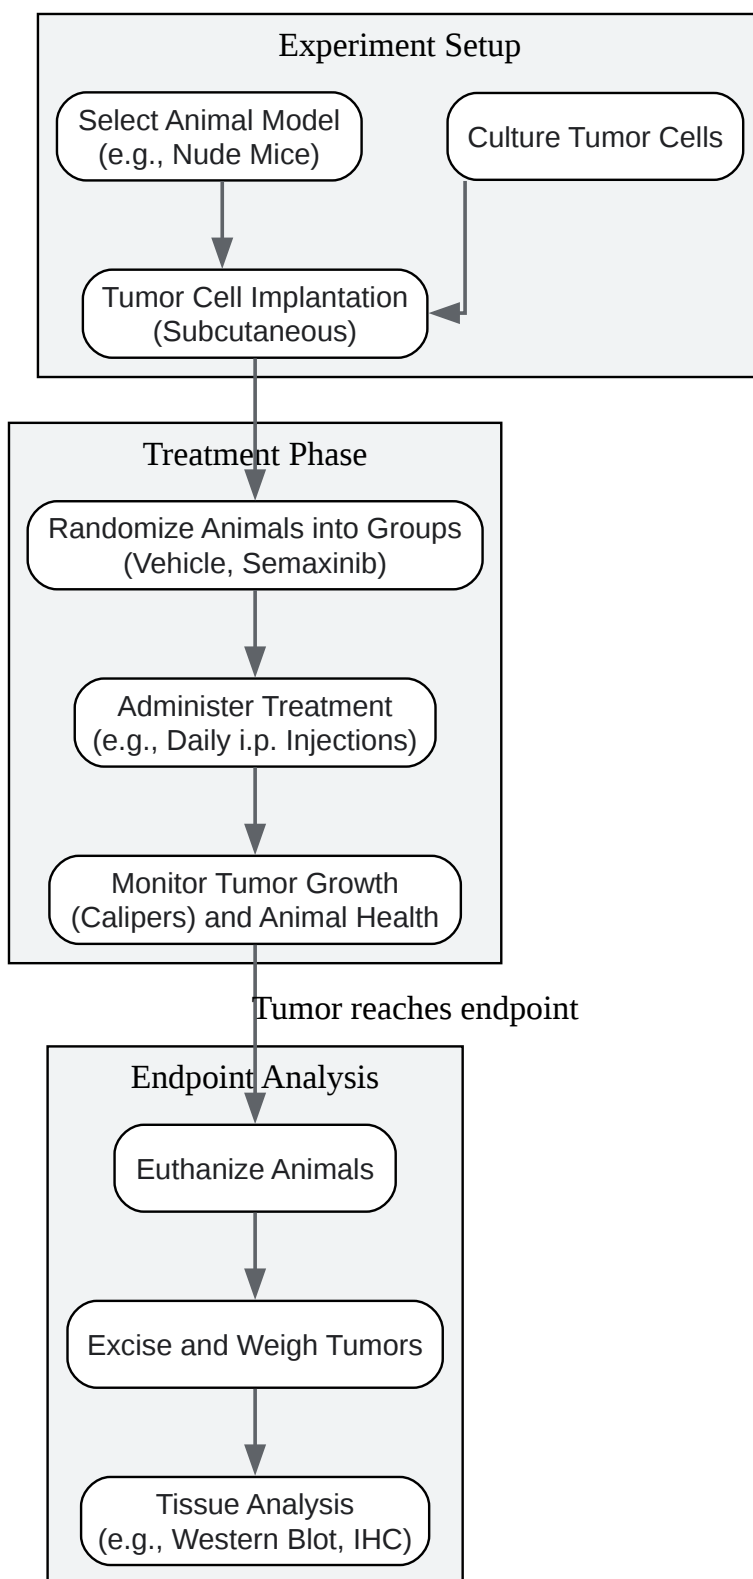 Experiment Setup
Select Animal Model
(e.g., Nude Mice)
Culture Tumor Cells
Tumor Cell Implantation
(Subcutaneous)
Treatment Phase
Randomize Animals into Groups
(Vehicle, Semaxinib)
Administer Treatment
(e.g., Daily i.p. Injections)
Monitor Tumor Growth
(Calipers) and Animal Health
Tumor reaches endpoint
Endpoint Analysis
Euthanize Animals
Excise and Weigh Tumors
Tissue Analysis
(e.g., Western Blot, IHC)